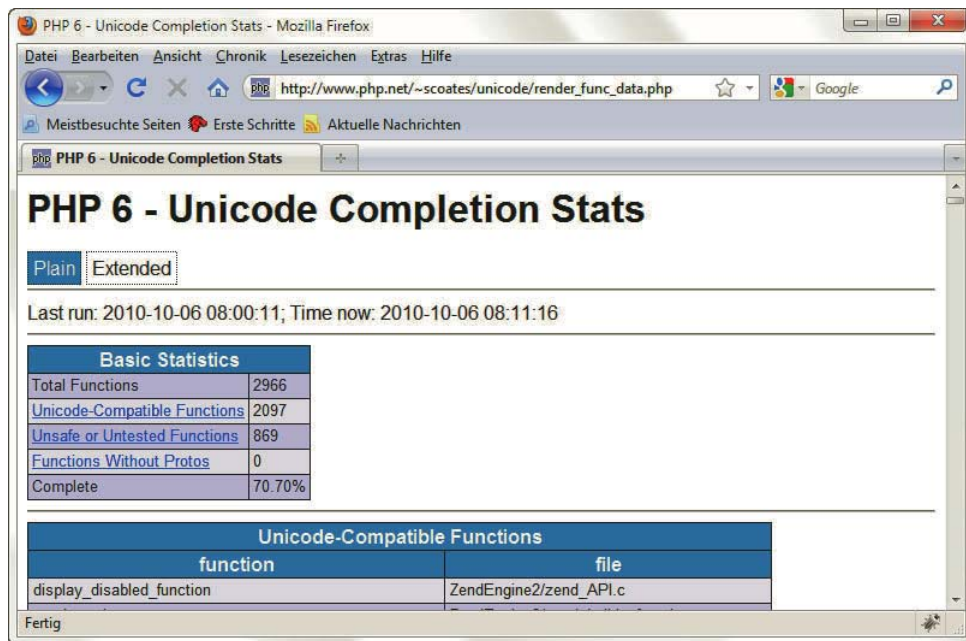 PHP 6 - Unicode Completion Stats - Mozilla Firefox
Datei Bearbeiten Ansicht Chronik Lesezeichen Extras Hilfe
php http://www.php.net/~scoates/unicode/render_func_data.php Google
Meistbesuchte Seiten Erste Schritte Aktuelle Nachrichten
php PHP 6 - Unicode Completion Stats
PHP 6 - Unicode Completion Stats
Plain Extended
Last run: 2010-10-06 08:00:11; Time now: 2010-10-06 08:11:16
Basic Statistics
Total Functions 2966
Unicode-Compatible Functions 2097
Unsafe or Untested Functions 869
Functions Without Protos 0
Complete 70.70%
Unicode-Compatible Functions
function file
display_disabled_function ZendEngine2/zend_API.c
Fertig